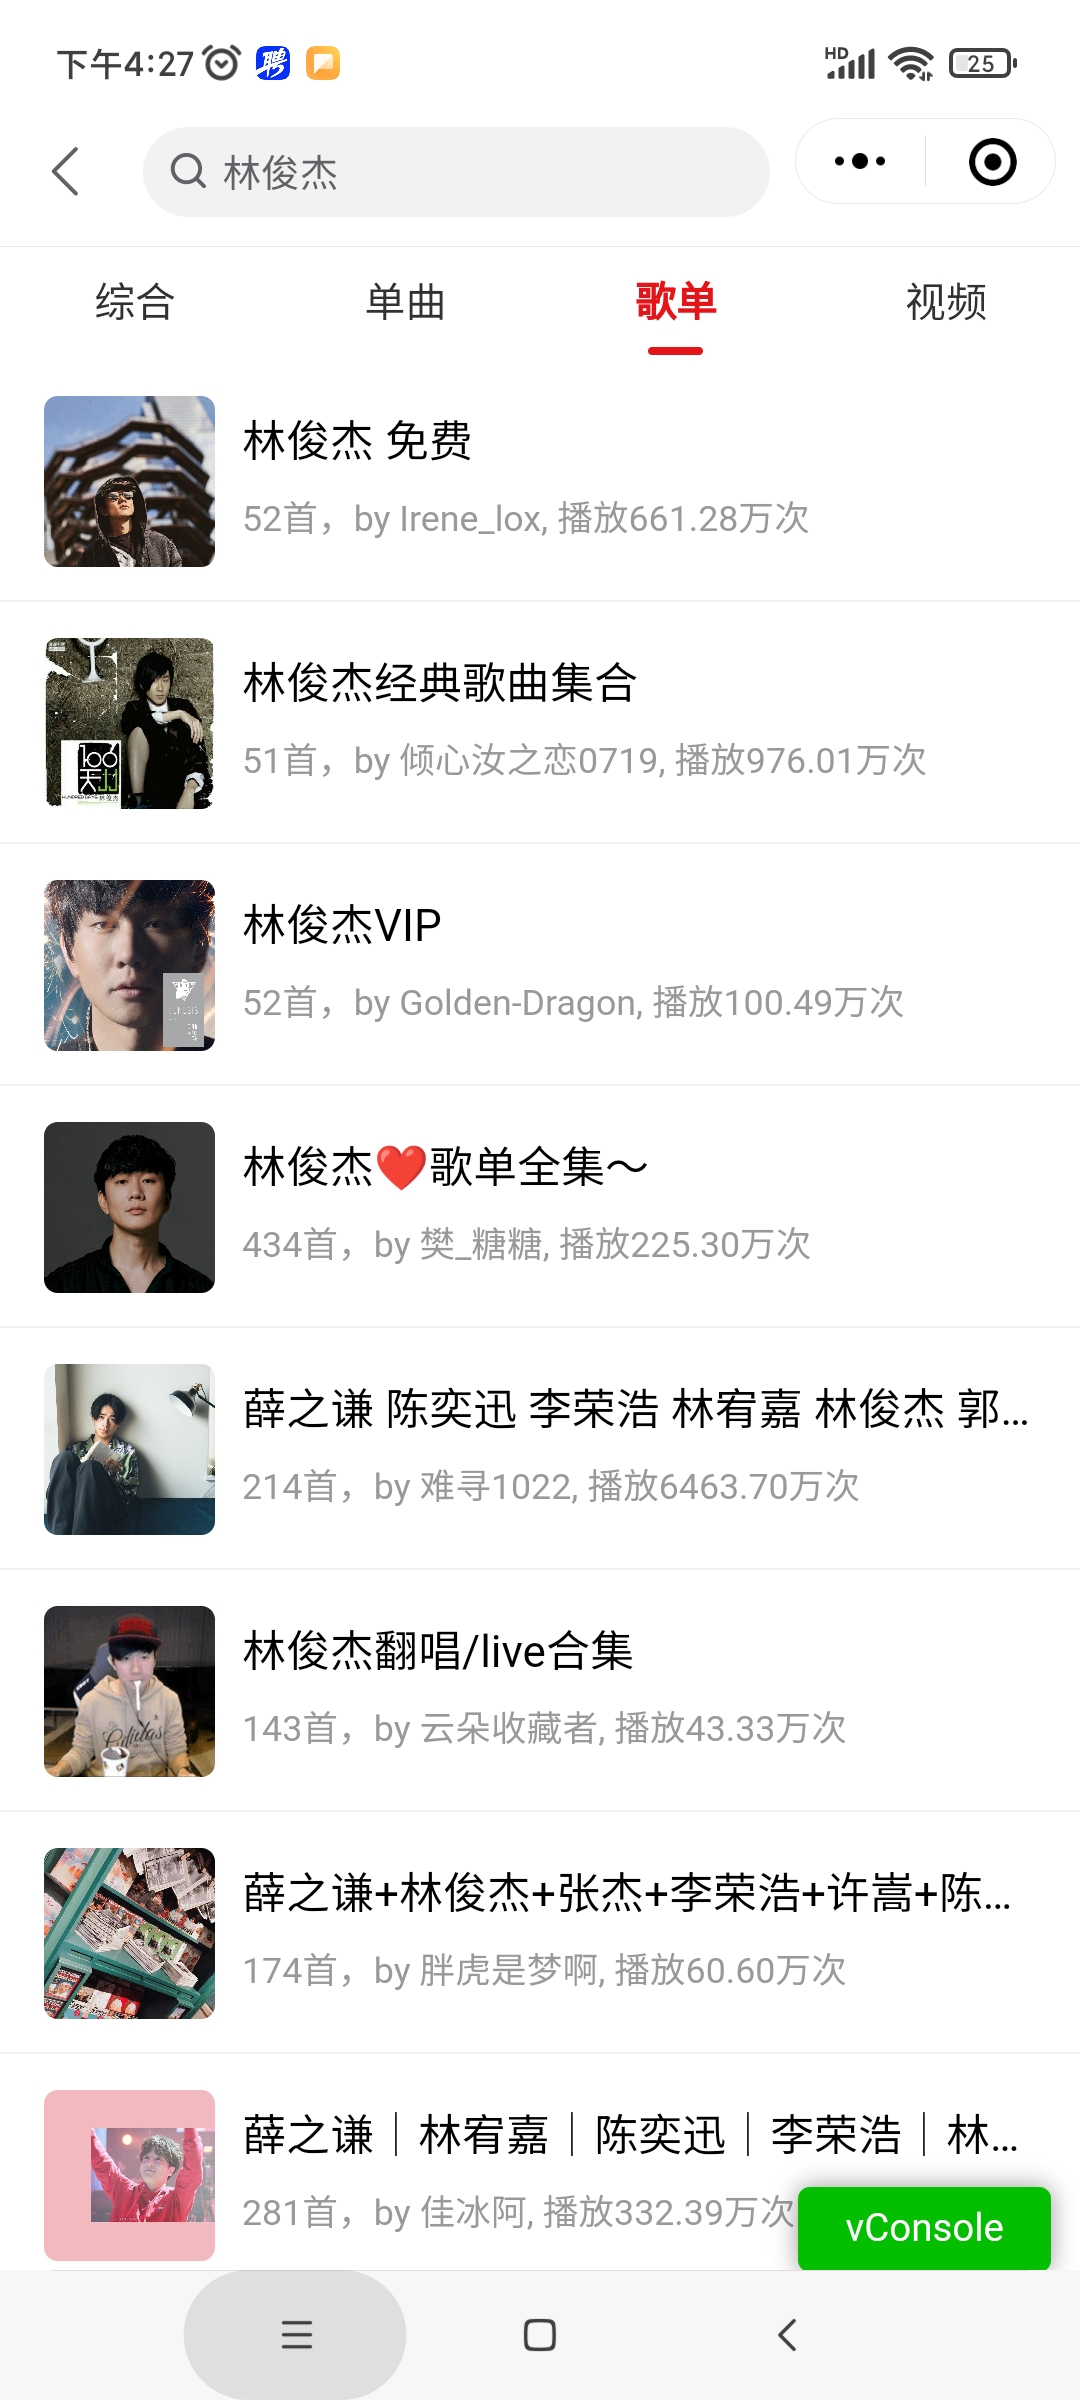 下午4:27
聘
HD
25
林俊杰
综合 单曲 歌单 视频
林俊杰 免费
52首，by Irene_lox, 播放661.28万次
林俊杰经典歌曲集合
51首，by 倾心汝之恋0719, 播放976.01万次
林俊杰VIP
52首，by Golden-Dragon, 播放100.49万次
林俊杰❤️歌单全集～
434首，by 樊_糖糖, 播放225.30万次
薛之谦 陈奕迅 李荣浩 林宥嘉 林俊杰 郭...
214首，by 难寻1022, 播放6463.70万次
林俊杰翻唱/live合集
143首，by 云朵收藏者, 播放43.33万次
薛之谦+林俊杰+张杰+李荣浩+许嵩+陈...
174首，by 胖虎是梦啊, 播放60.60万次
薛之谦｜林宥嘉｜陈奕迅｜李荣浩｜林...
281首，by 佳冰阿, 播放332.39万次
vConsole